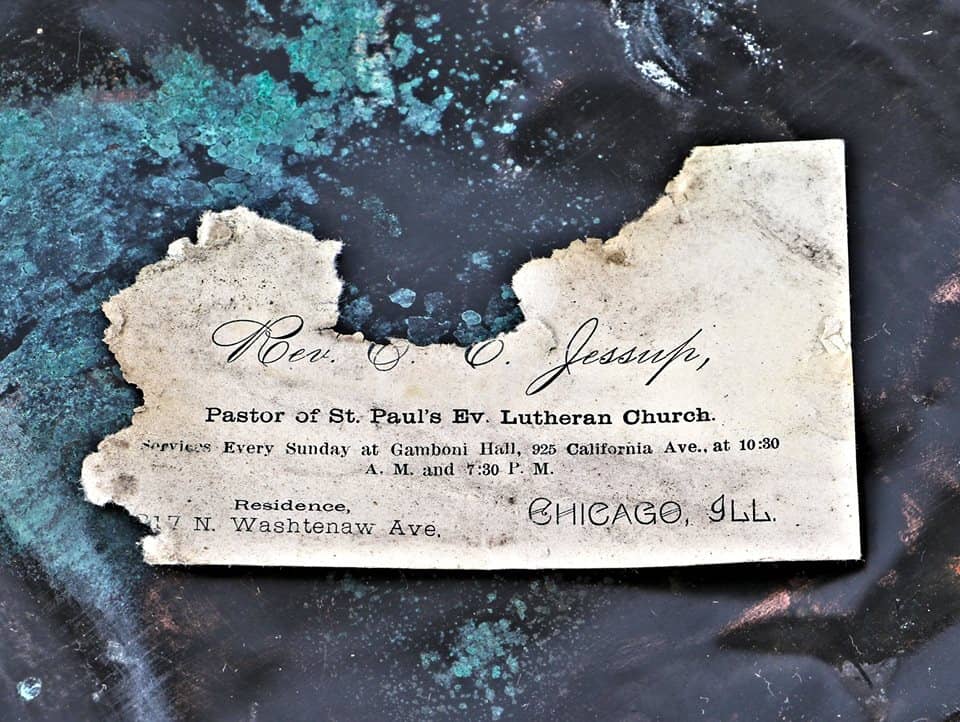 Rev. C. Jessup,
Pastor of St. Paul's Ev. Lutheran Church.
Services Every Sunday at Gamboni Hall, 925 California Ave., at 10:30
A. M. and 7:30 P. M.
Residence,
N. Washtenaw Ave.
CHICAGO, ILL.